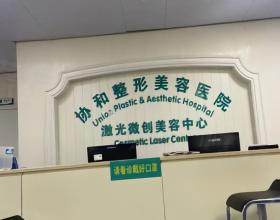 协和整形美容医院
Union Plastic & Aesthetic Hospital
激光微创美容中心
Cosmetic Laser Center
请看诊戴好口罩